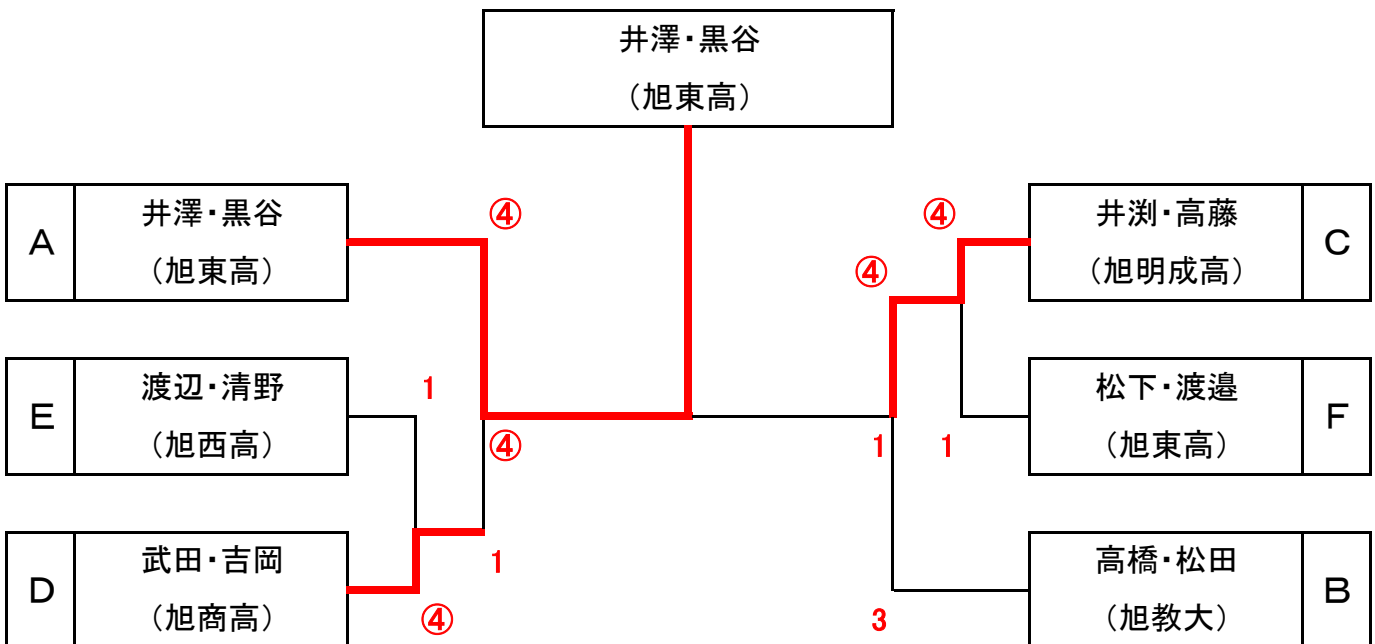 井澤・黒谷
（旭東高）
A
井澤・黒谷
（旭東高）
④
④
井渕・高藤
（旭明成高）
C
④
E
渡辺・清野
（旭西高）
1
④
1
1
松下・渡邉
（旭東高）
F
D
武田・吉岡
（旭商高）
1
④
3
高橋・松田
（旭教大）
B